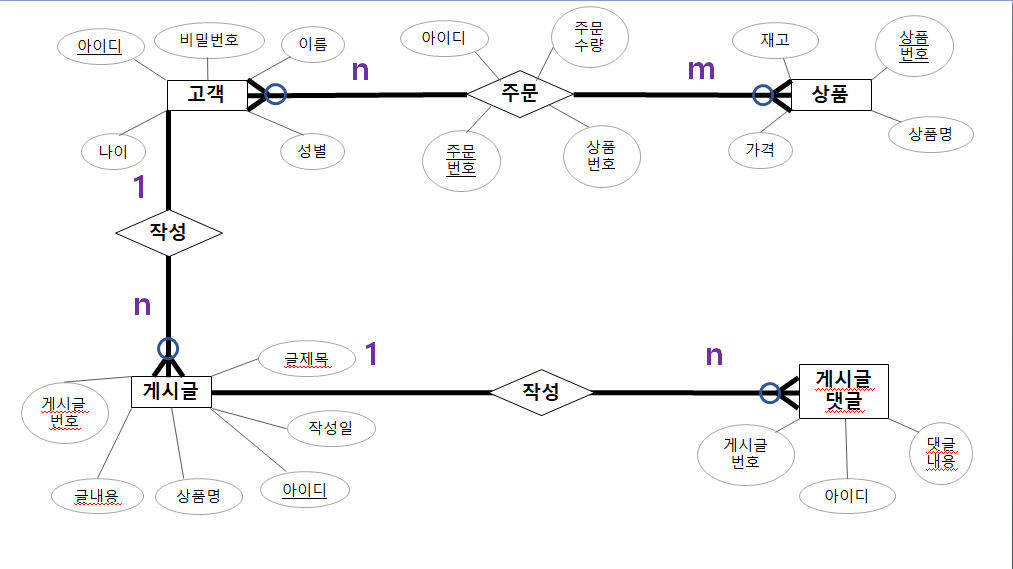 아이디
비밀번호
이름
고객
나이
성별
n
아이디
주문
수량
주문
주문
번호
상품
번호
m
재고
상품
번호
상품
가격
상품명
1
작성
n
게시글
글제목
게시글
번호
작성일
글내용
상품명
아이디
1
작성
n
게시글
댓글
게시글
번호
아이디
댓글
내용